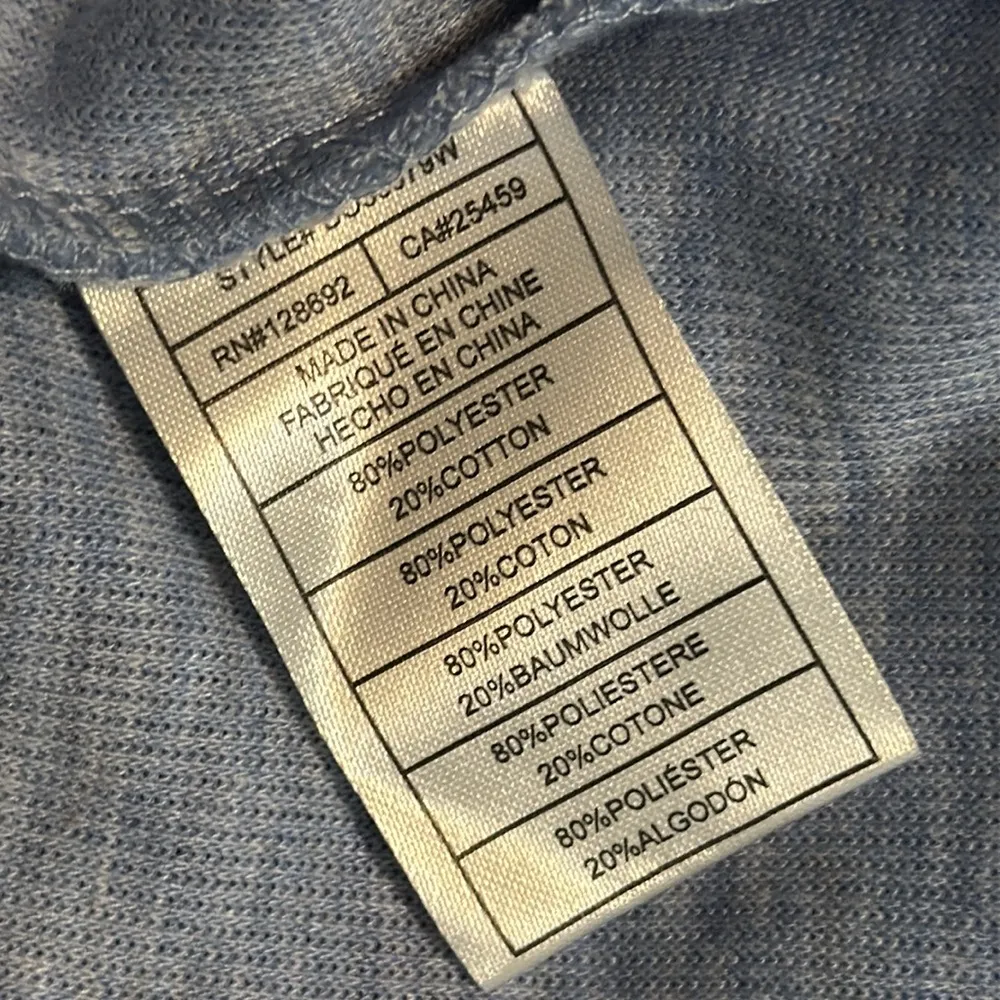 STYLE#
RN#128692 CA#25459
MADE IN CHINA
FABRIQUÉ EN CHINE
HECHO EN CHINA
80%POLYESTER
20%COTTON
80%POLYESTER
20%COTON
80%POLYESTER
20%BAUMWOLLE
80%POLIESTERE
20%COTONE
80%POLIÉSTER
20%ALGODÓN